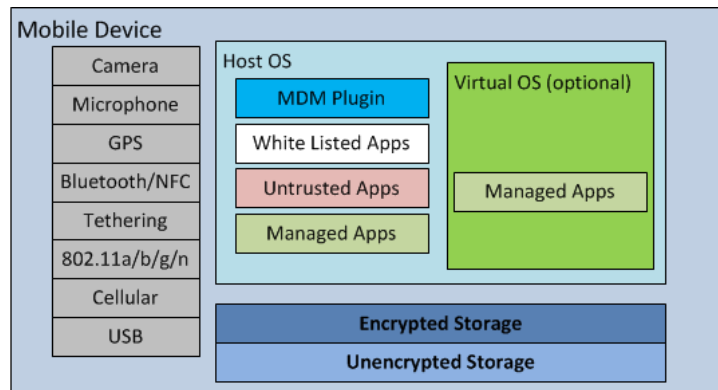 Mobile Device
Camera
Microphone
GPS
Bluetooth/NFC
Tethering
802.11a/b/g/n
Cellular
USB
Host OS
MDM Plugin
White Listed Apps
Untrusted Apps
Managed Apps
Virtual OS (optional)
Managed Apps
Encrypted Storage
Unencrypted Storage